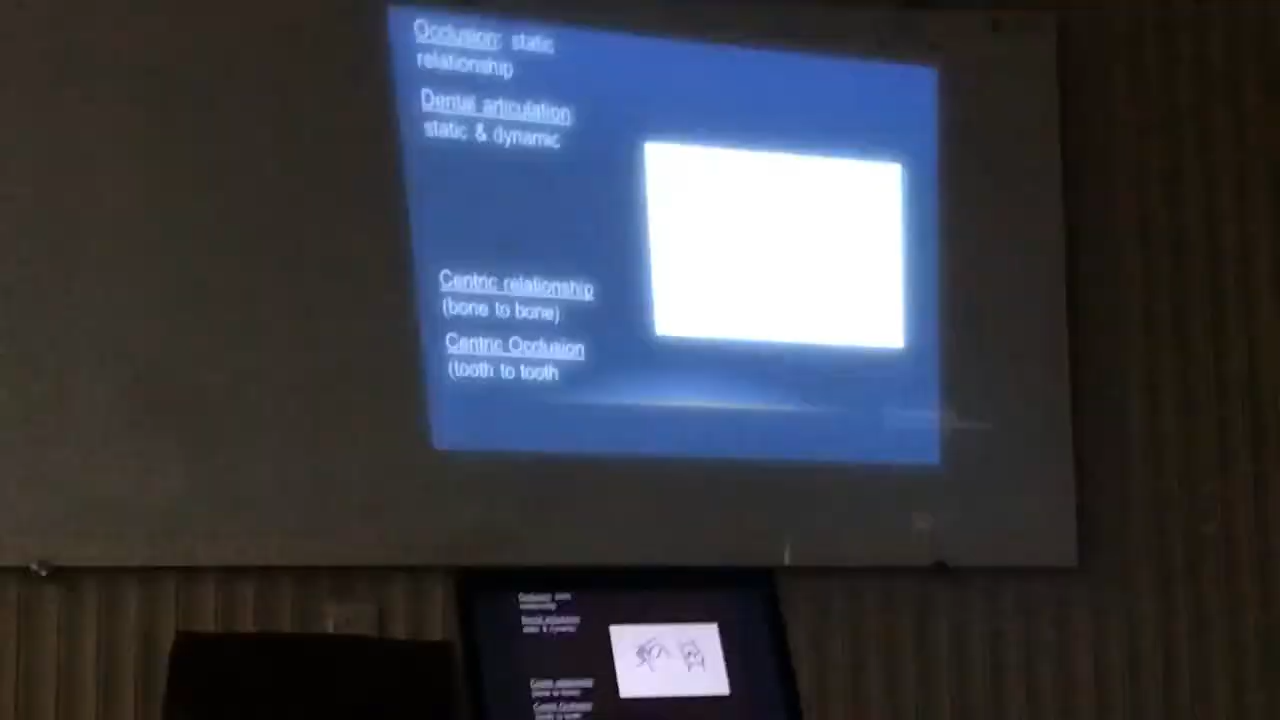 Occlusion: static
relationship
Dental articulation:
static & dynamic
Centric relationship
(bone to bone)
Centric Occlusion
(tooth to tooth